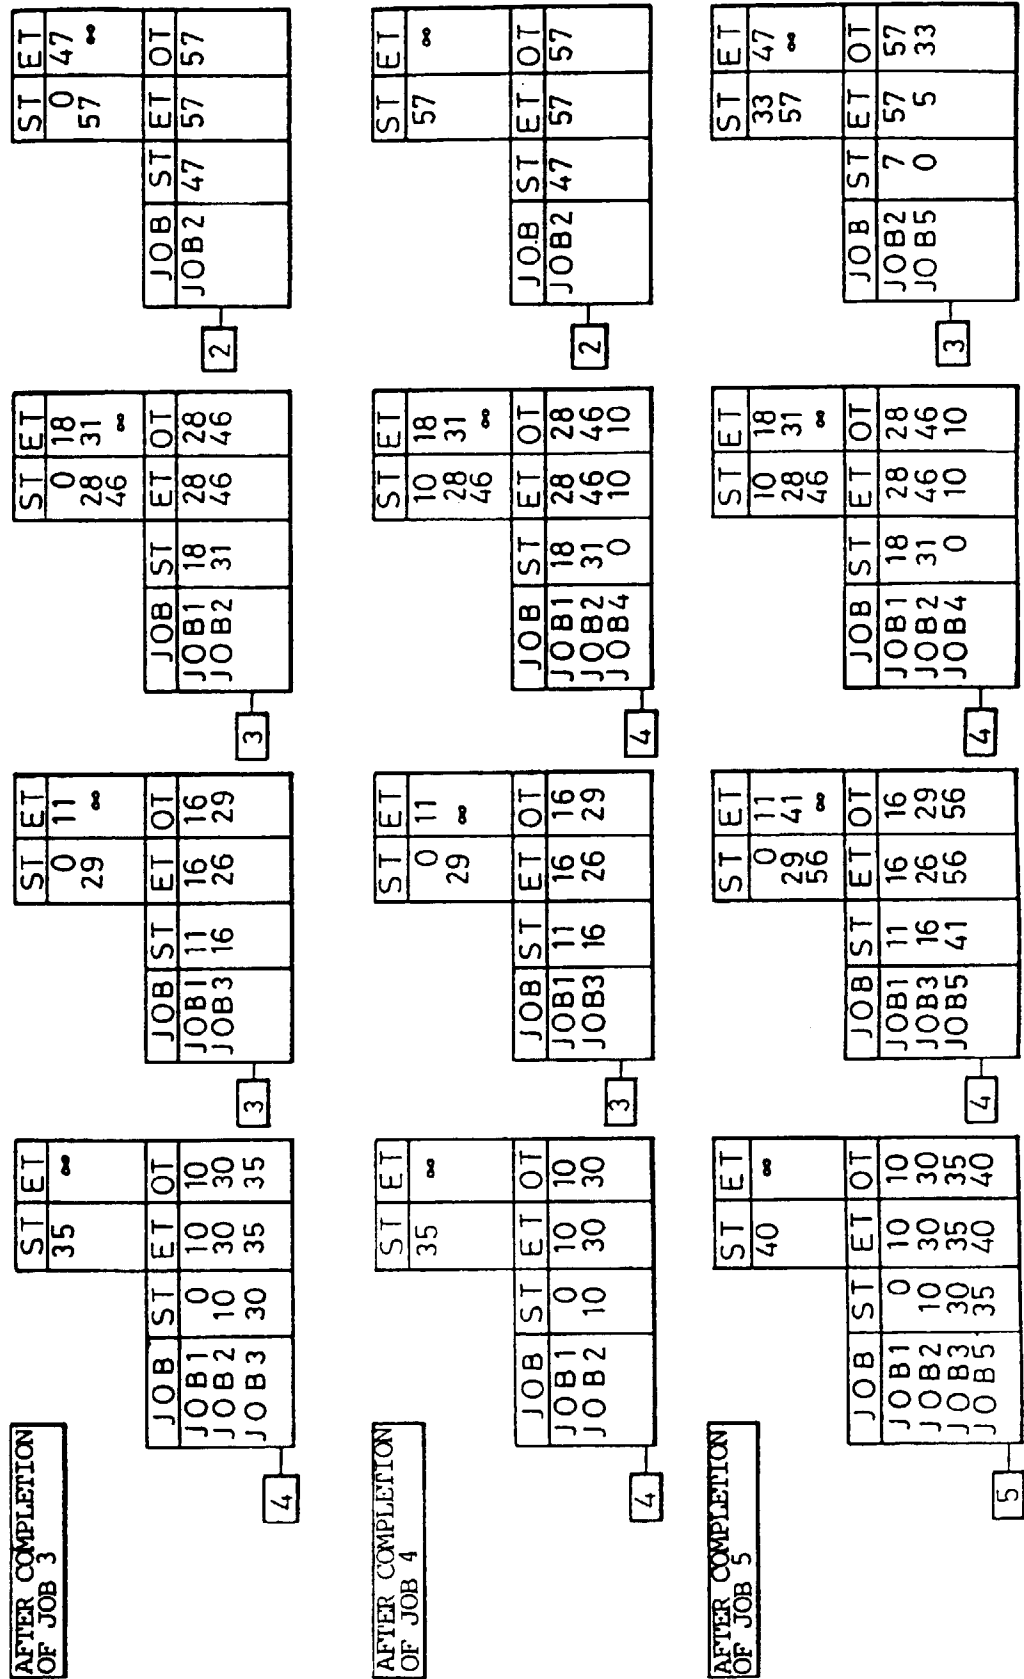 AFTER COMPLETION
OF JOB 3
ST ET
35 ∞
JOB ST ET OT
JOB1 0 10 10
JOB2 10 30 30
JOB3 30 35 35
4
ST ET
0 11
29 ∞
JOB ST ET OT
JOB1 11 16 16
JOB3 16 26 29
3
ST ET
0 18
28 31
46 ∞
JOB ST ET OT
JOB1 18 28 28
JOB2 31 46 46
3
ST ET
0 47
57 ∞
JOB ST ET OT
JOB2 47 57 57
2
AFTER COMPLETION
OF JOB 4
ST ET
35 ∞
JOB ST ET OT
JOB1 0 10 10
JOB2 10 30 30
4
ST ET
0 11
29 ∞
JOB ST ET OT
JOB1 11 16 16
JOB3 16 26 29
3
ST ET
10 18
28 31
46 ∞
JOB ST ET OT
JOB1 18 28 28
JOB2 31 46 46
JOB4 0 10 10
4
ST ET
57 ∞
JOB ST ET OT
JOB2 47 57 57
2
AFTER COMPLETION
OF JOB 5
ST ET
40 ∞
JOB ST ET OT
JOB1 0 10 10
JOB2 10 30 30
JOB3 30 35 35
JOB5 35 40 40
5
ST ET
0 11
29 41
56 ∞
JOB ST ET OT
JOB1 11 16 16
JOB3 16 26 29
JOB5 41 56 56
4
ST ET
10 18
28 31
46 ∞
JOB ST ET OT
JOB1 18 28 28
JOB2 31 46 46
JOB4 0 10 10
4
ST ET
33 47
57 ∞
JOB ST ET OT
JOB2 7 57 57
JOB5 0 5 33
3